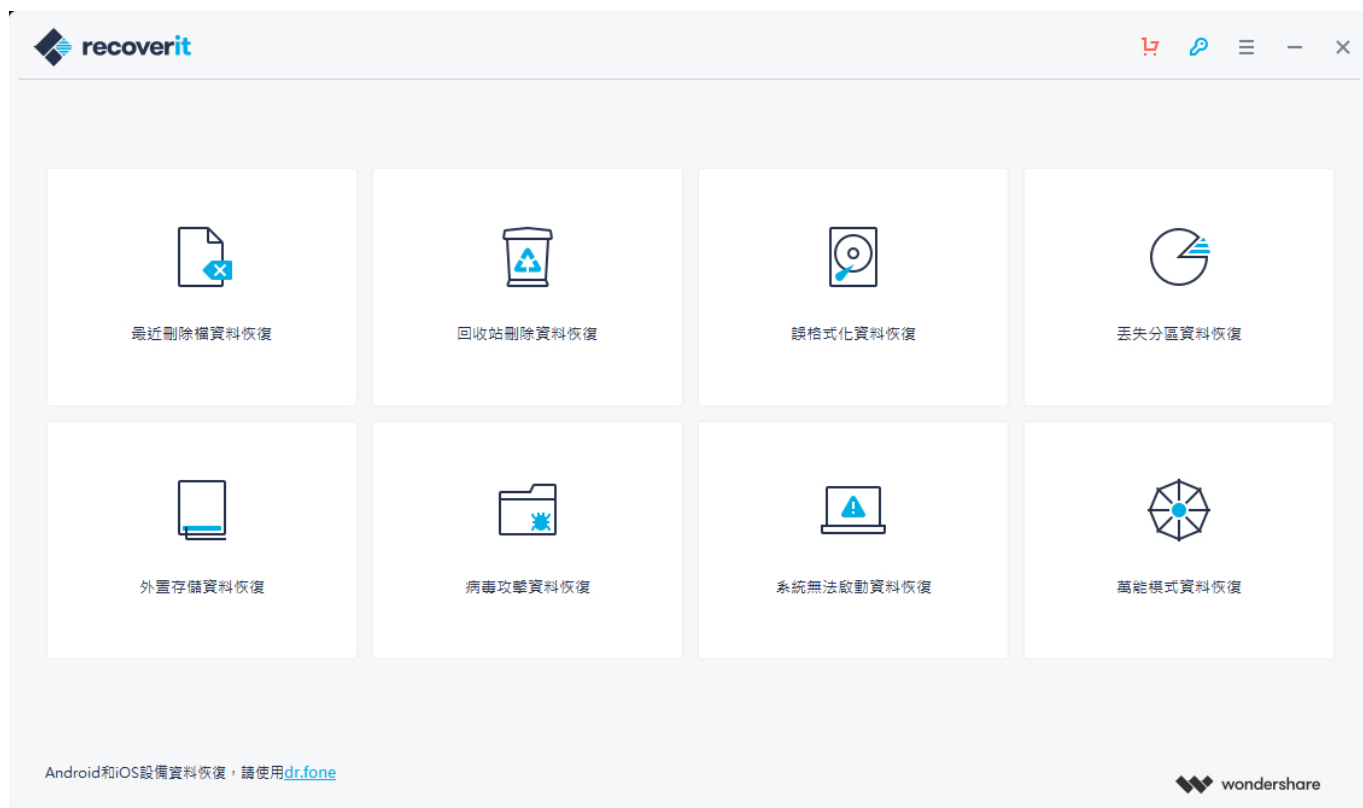 recoverit
最近刪除檔資料恢復
回收站刪除資料恢復
誤格式化資料恢復
丟失分區資料恢復
外置存儲資料恢復
病毒攻擊資料恢復
系統無法啟動資料恢復
萬能模式資料恢復
Android和iOS設備資料恢復，請使用dr.fone
wondershare